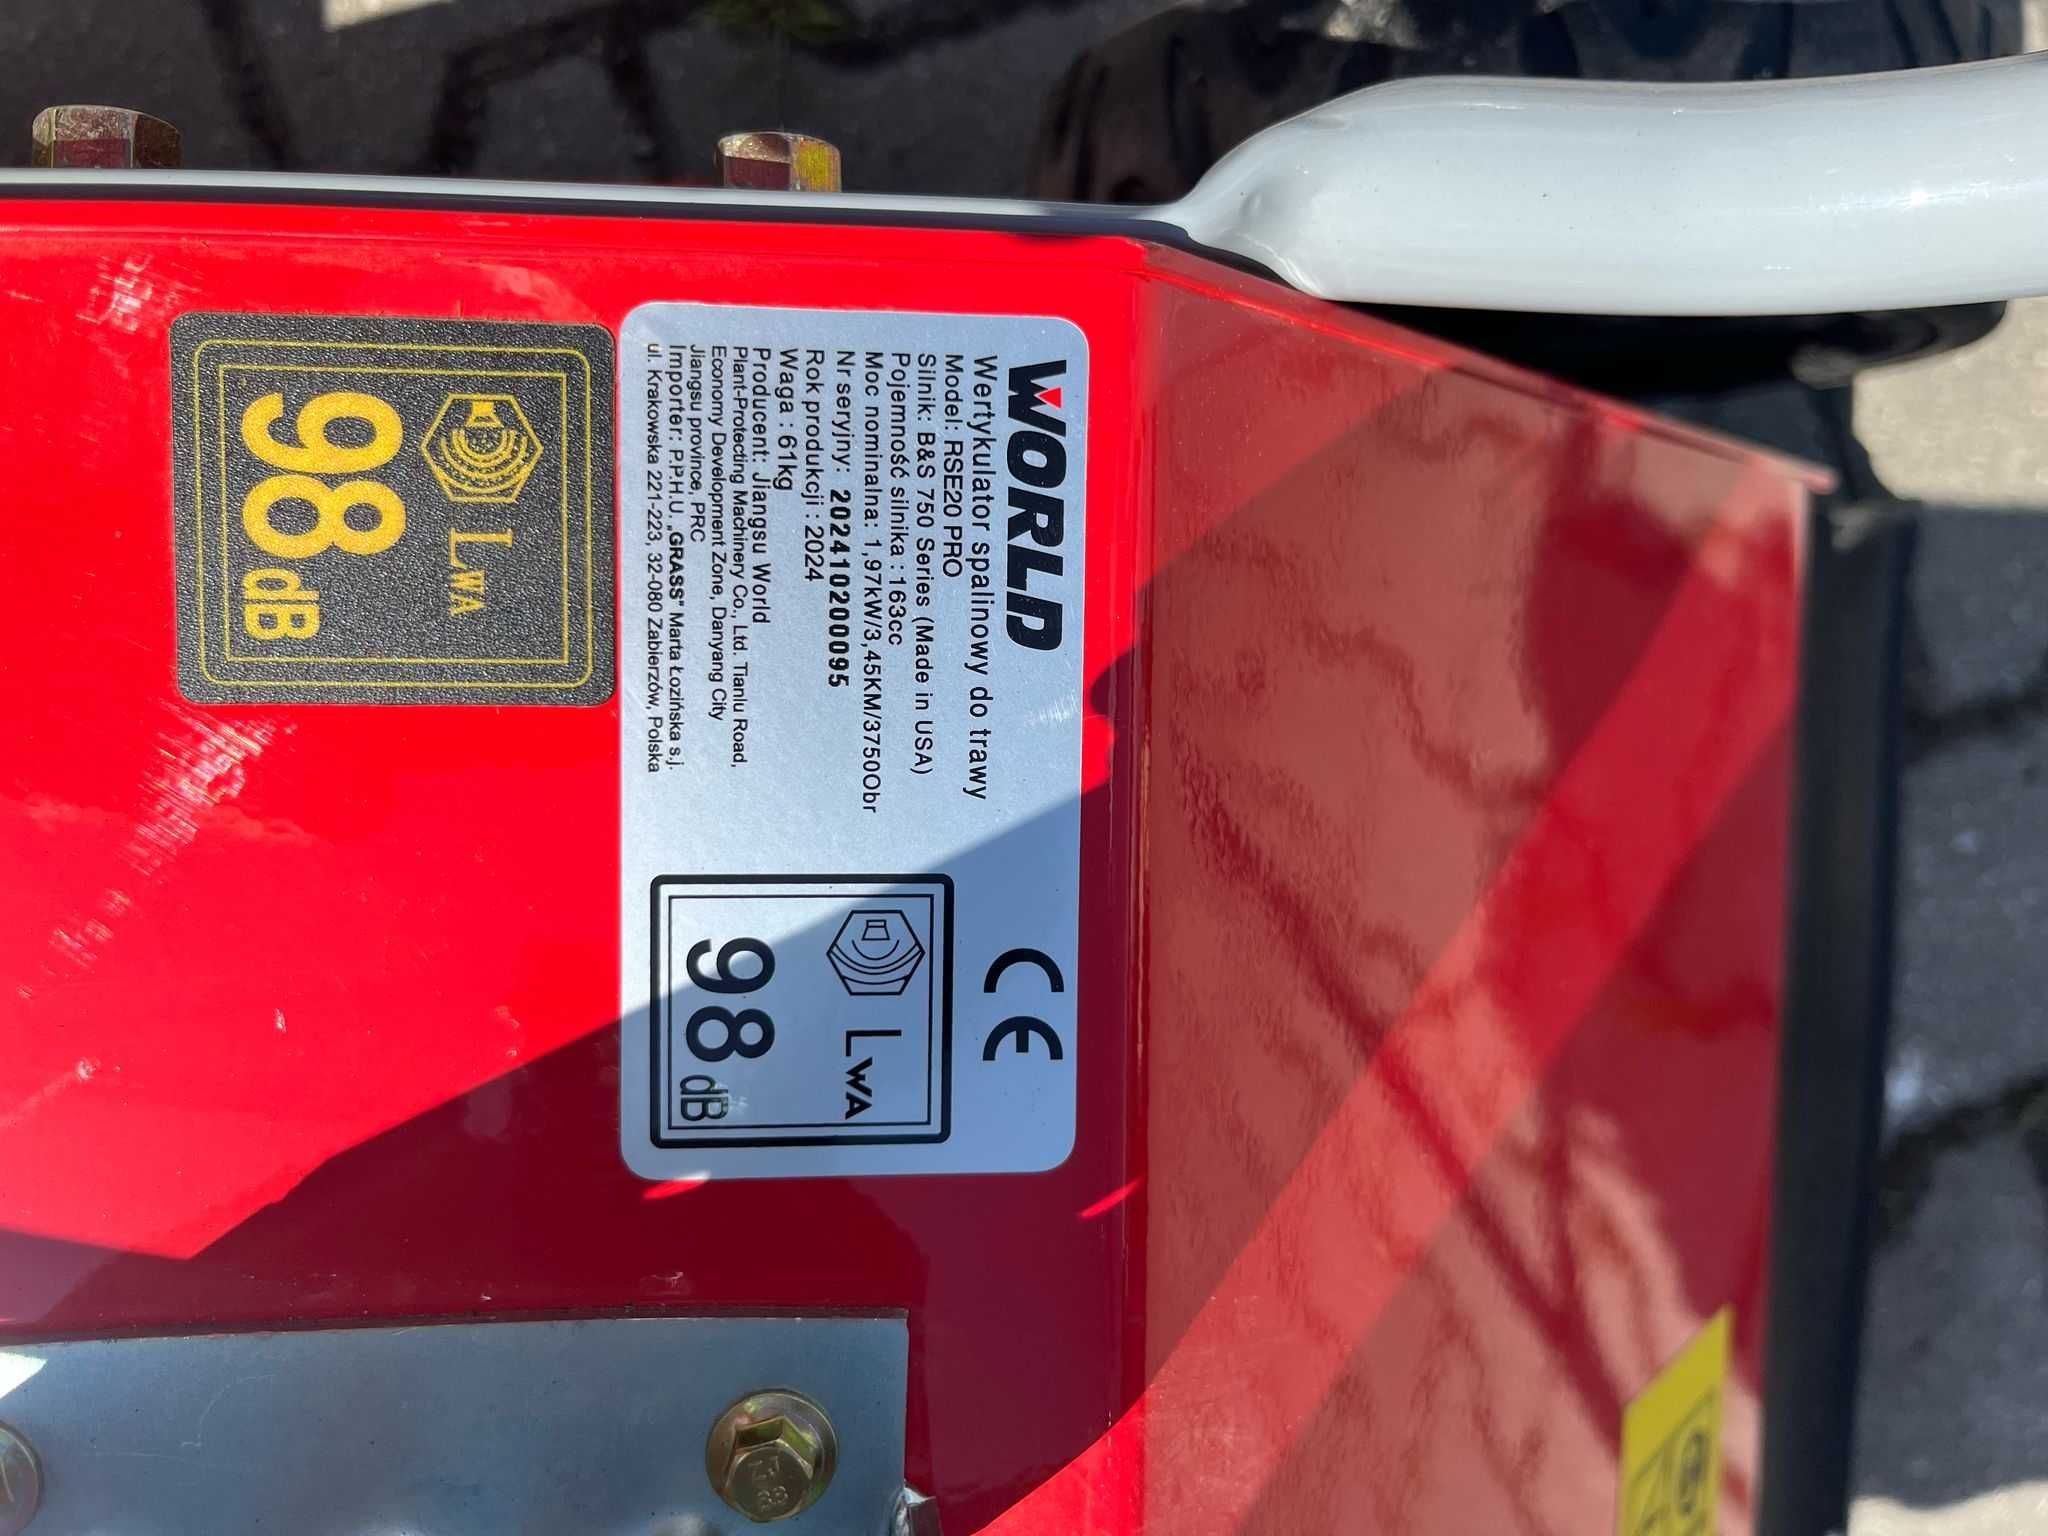 WORLD
Wertykulator spalinowy do trawy
Model: RSE20 PRO
Silnik: B&S 750 Series (Made in USA)
Pojemność silnika : 163cc
Moc nominalna: 1,97kW/3,45KM/3750Obr
Nr seryjny: 2024102000095
Rok produkcji : 2024
Waga : 61kg
Producent: Jiangsu World
Plant-Protecting Machinery Co., Ltd. Tianlu Road,
Economy Development Zone, Danyang City
Jiangsu province, PRC
Importer: P.P.H.U. „GRASS" Marta Łozińska s.j.
ul. Krakowska 221-223, 32-080 Zabierzów, Polska
CE
LWA
98 dB
LWA
98 dB